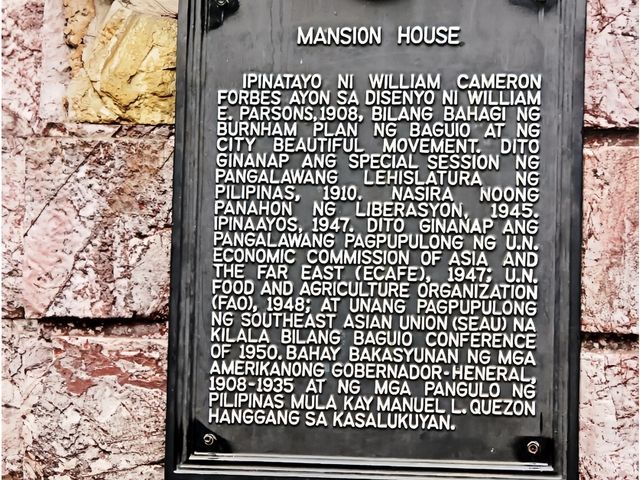 MANSION HOUSE
IPINATAYO NI WILLIAM CAMERON
FORBES AYON SA DISENYO NI WILLIAM
E. PARSONS, 1908, BILANG BAHAGI NG
BURNHAM PLAN NG BAGUIO AT NG
CITY BEAUTIFUL MOVEMENT. DITO
GINANAP ANG SPECIAL SESSION NG
PANGALAWANG LEHISLATURA NG
PILIPINAS, 1910. NASIRA NOONG
PANAHON NG LIBERASYON, 1945.
IPINAAYOS, 1947. DITO GINANAP ANG
PANGALAWANG PAGPUPULONG NG U.N.
ECONOMIC COMMISSION OF ASIA AND
THE FAR EAST (ECAFE), 1947; U.N.
FOOD AND AGRICULTURE ORGANIZATION
(FAO), 1948; AT UNANG PAGPUPULONG
NG SOUTHEAST ASIAN UNION (SEAU) NA
KILALA BILANG BAGUIO CONFERENCE
OF 1950. BAHAY BAKASYUNAN NG MGA
AMERIKANONG GOBERNADOR-HENERAL,
1908-1935 AT NG MGA PANGULO NG
PILIPINAS MULA KAY MANUEL L. QUEZON
HANGGANG SA KASALUKUYAN.